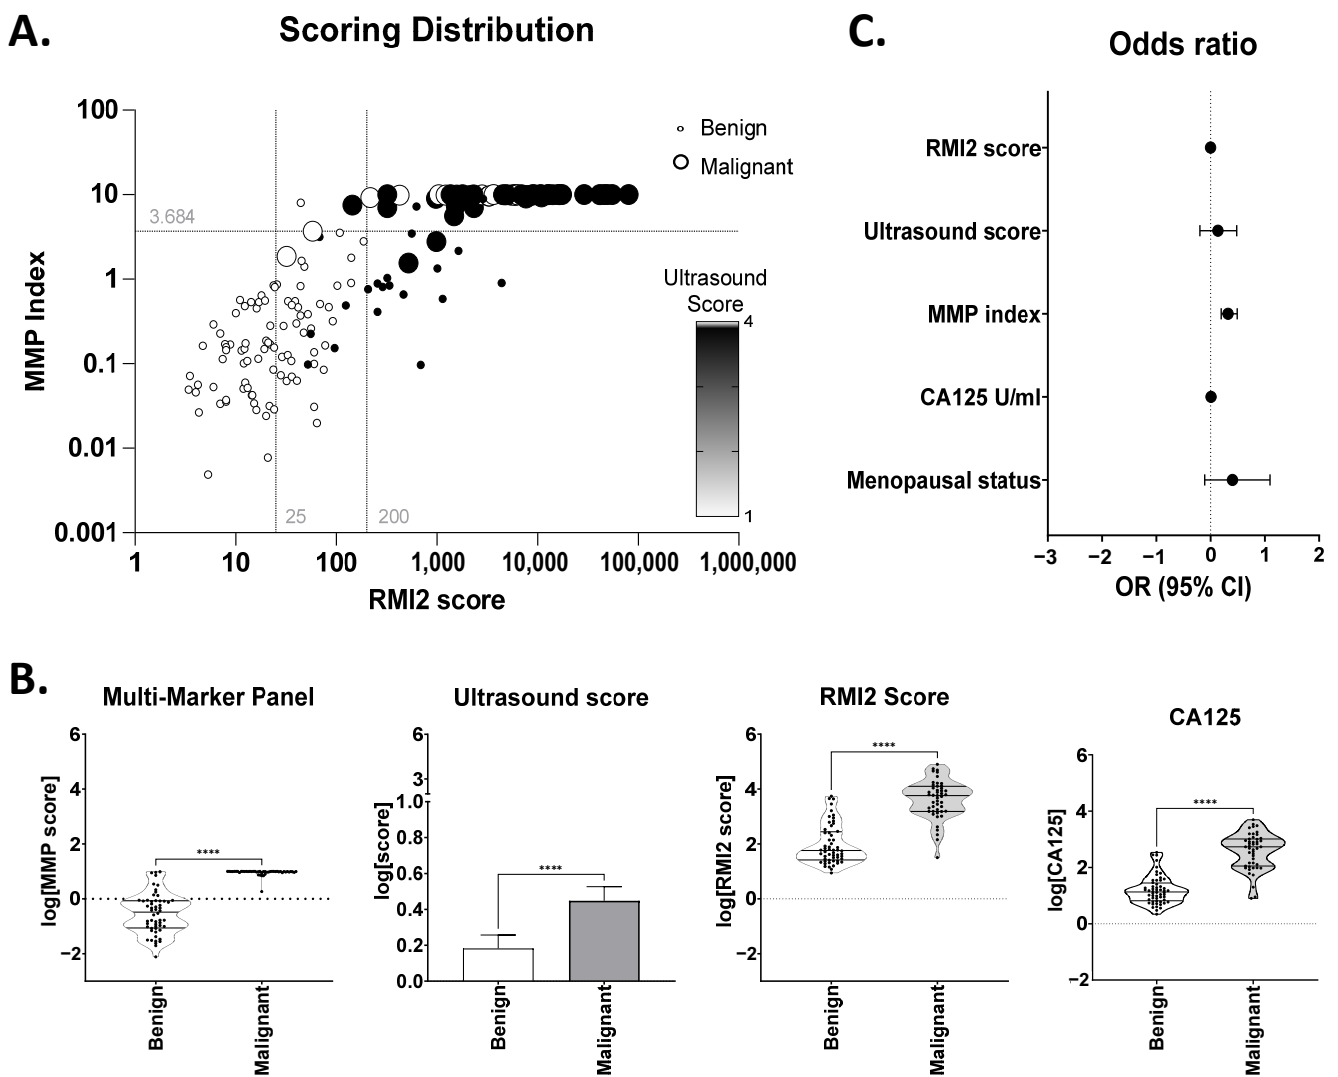 A.
Scoring Distribution
100
10
1
0.1
0.01
0.001
MMP Index
3.684
25
200
1
10
100
1,000
10,000
100,000
1,000,000
RMI2 score
Benign
Malignant
Ultrasound
Score
4
1
C.
Odds ratio
RMI2 score
Ultrasound score
MMP index
CA125 U/ml
Menopausal status
−3
−2
−1
0
1
2
OR (95% CI)
B.
Multi-Marker Panel
log[MMP score]
6
4
2
0
−2
****
Benign
Malignant
Ultrasound score
log[score]
6
3
1.0
0.8
0.6
0.4
0.2
0.0
****
Benign
Malignant
RMI2 Score
log[RMI2 score]
6
4
2
0
−2
****
Benign
Malignant
CA125
log[CA125]
6
4
2
0
−2
****
Benign
Malignant